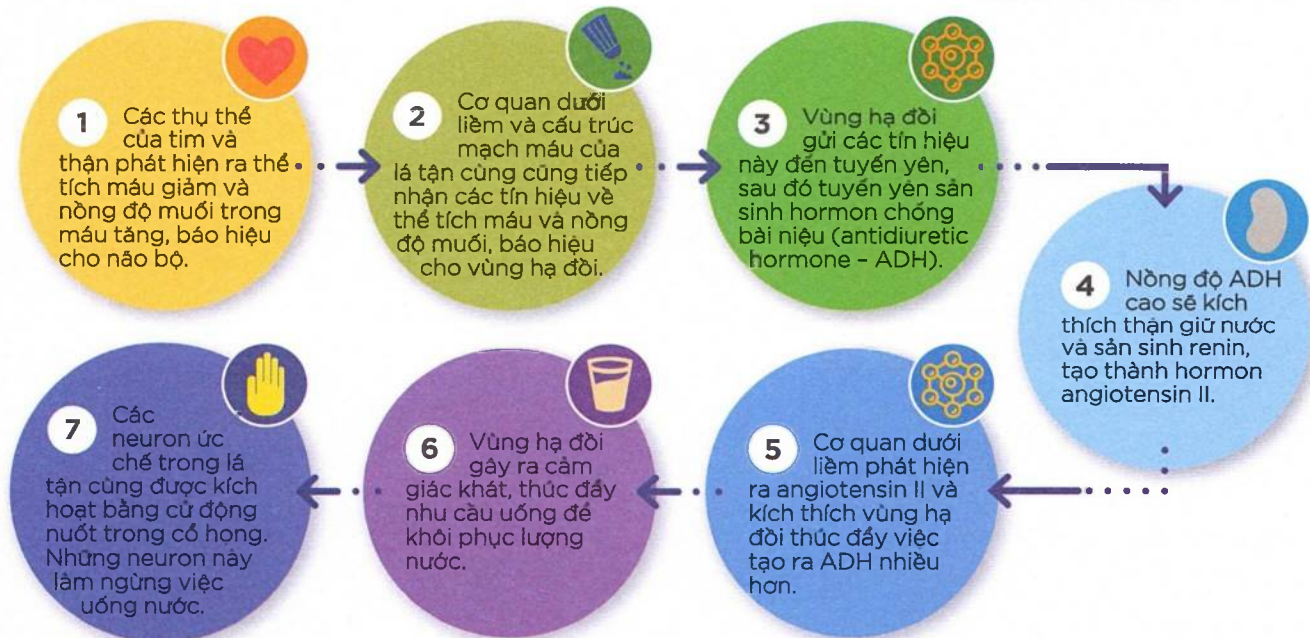 1 Các thụ thể
của tim và
thận phát hiện ra thể
tích máu giảm và
nồng độ muối trong
máu tăng, báo hiệu
cho não bộ.
2 Cơ quan dưới
liềm và cấu trúc
mạch máu của
lá tận cùng cũng tiếp
nhận các tín hiệu về
thể tích máu và nồng
độ muối, báo hiệu
cho vùng hạ đồi.
3 Vùng hạ đồi
gửi các tín hiệu
này đến tuyến yên,
sau đó tuyến yên sản
sinh hormon chống
bài niệu (antidiuretic
hormone - ADH).
4 Nồng độ ADH
cao sẽ kích
thích thận giữ nước
và sản sinh renin,
tạo thành hormon
angiotensin II.
5 Cơ quan dưới
liềm phát hiện
ra angiotensin II và
kích thích vùng hạ
đồi thúc đẩy việc
tạo ra ADH nhiều
hơn.
6 Vùng hạ đồi
gây ra cảm
giác khát, thúc đẩy
nhu cầu uống để
khôi phục lượng
nước.
7 Các
neuron ức
chế trong lá
tận cùng được kích
hoạt bằng cử động
nuốt trong cổ họng.
Những neuron này
làm ngừng việc
uống nước.